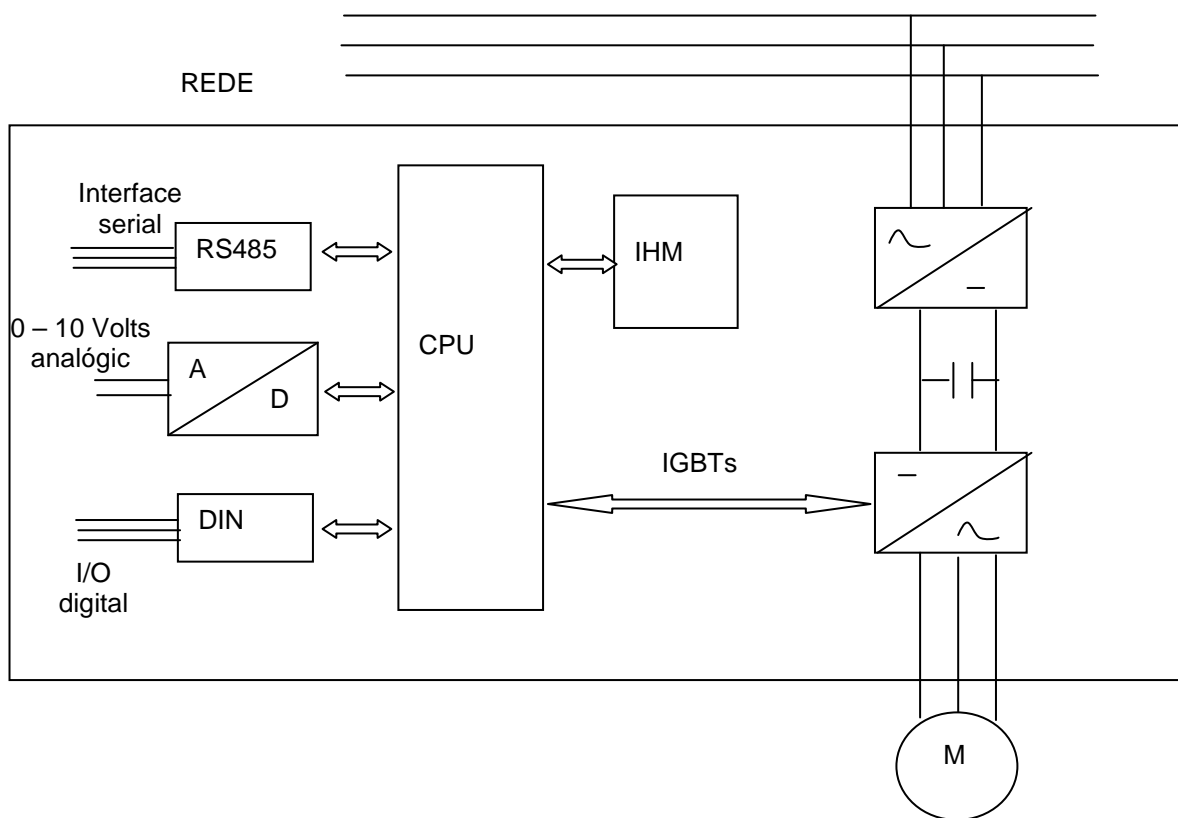 REDE
Interface
serial
RS485
IHM
0 – 10 Volts
analógic
A
D
CPU
IGBTs
DIN
I/O
digital
M